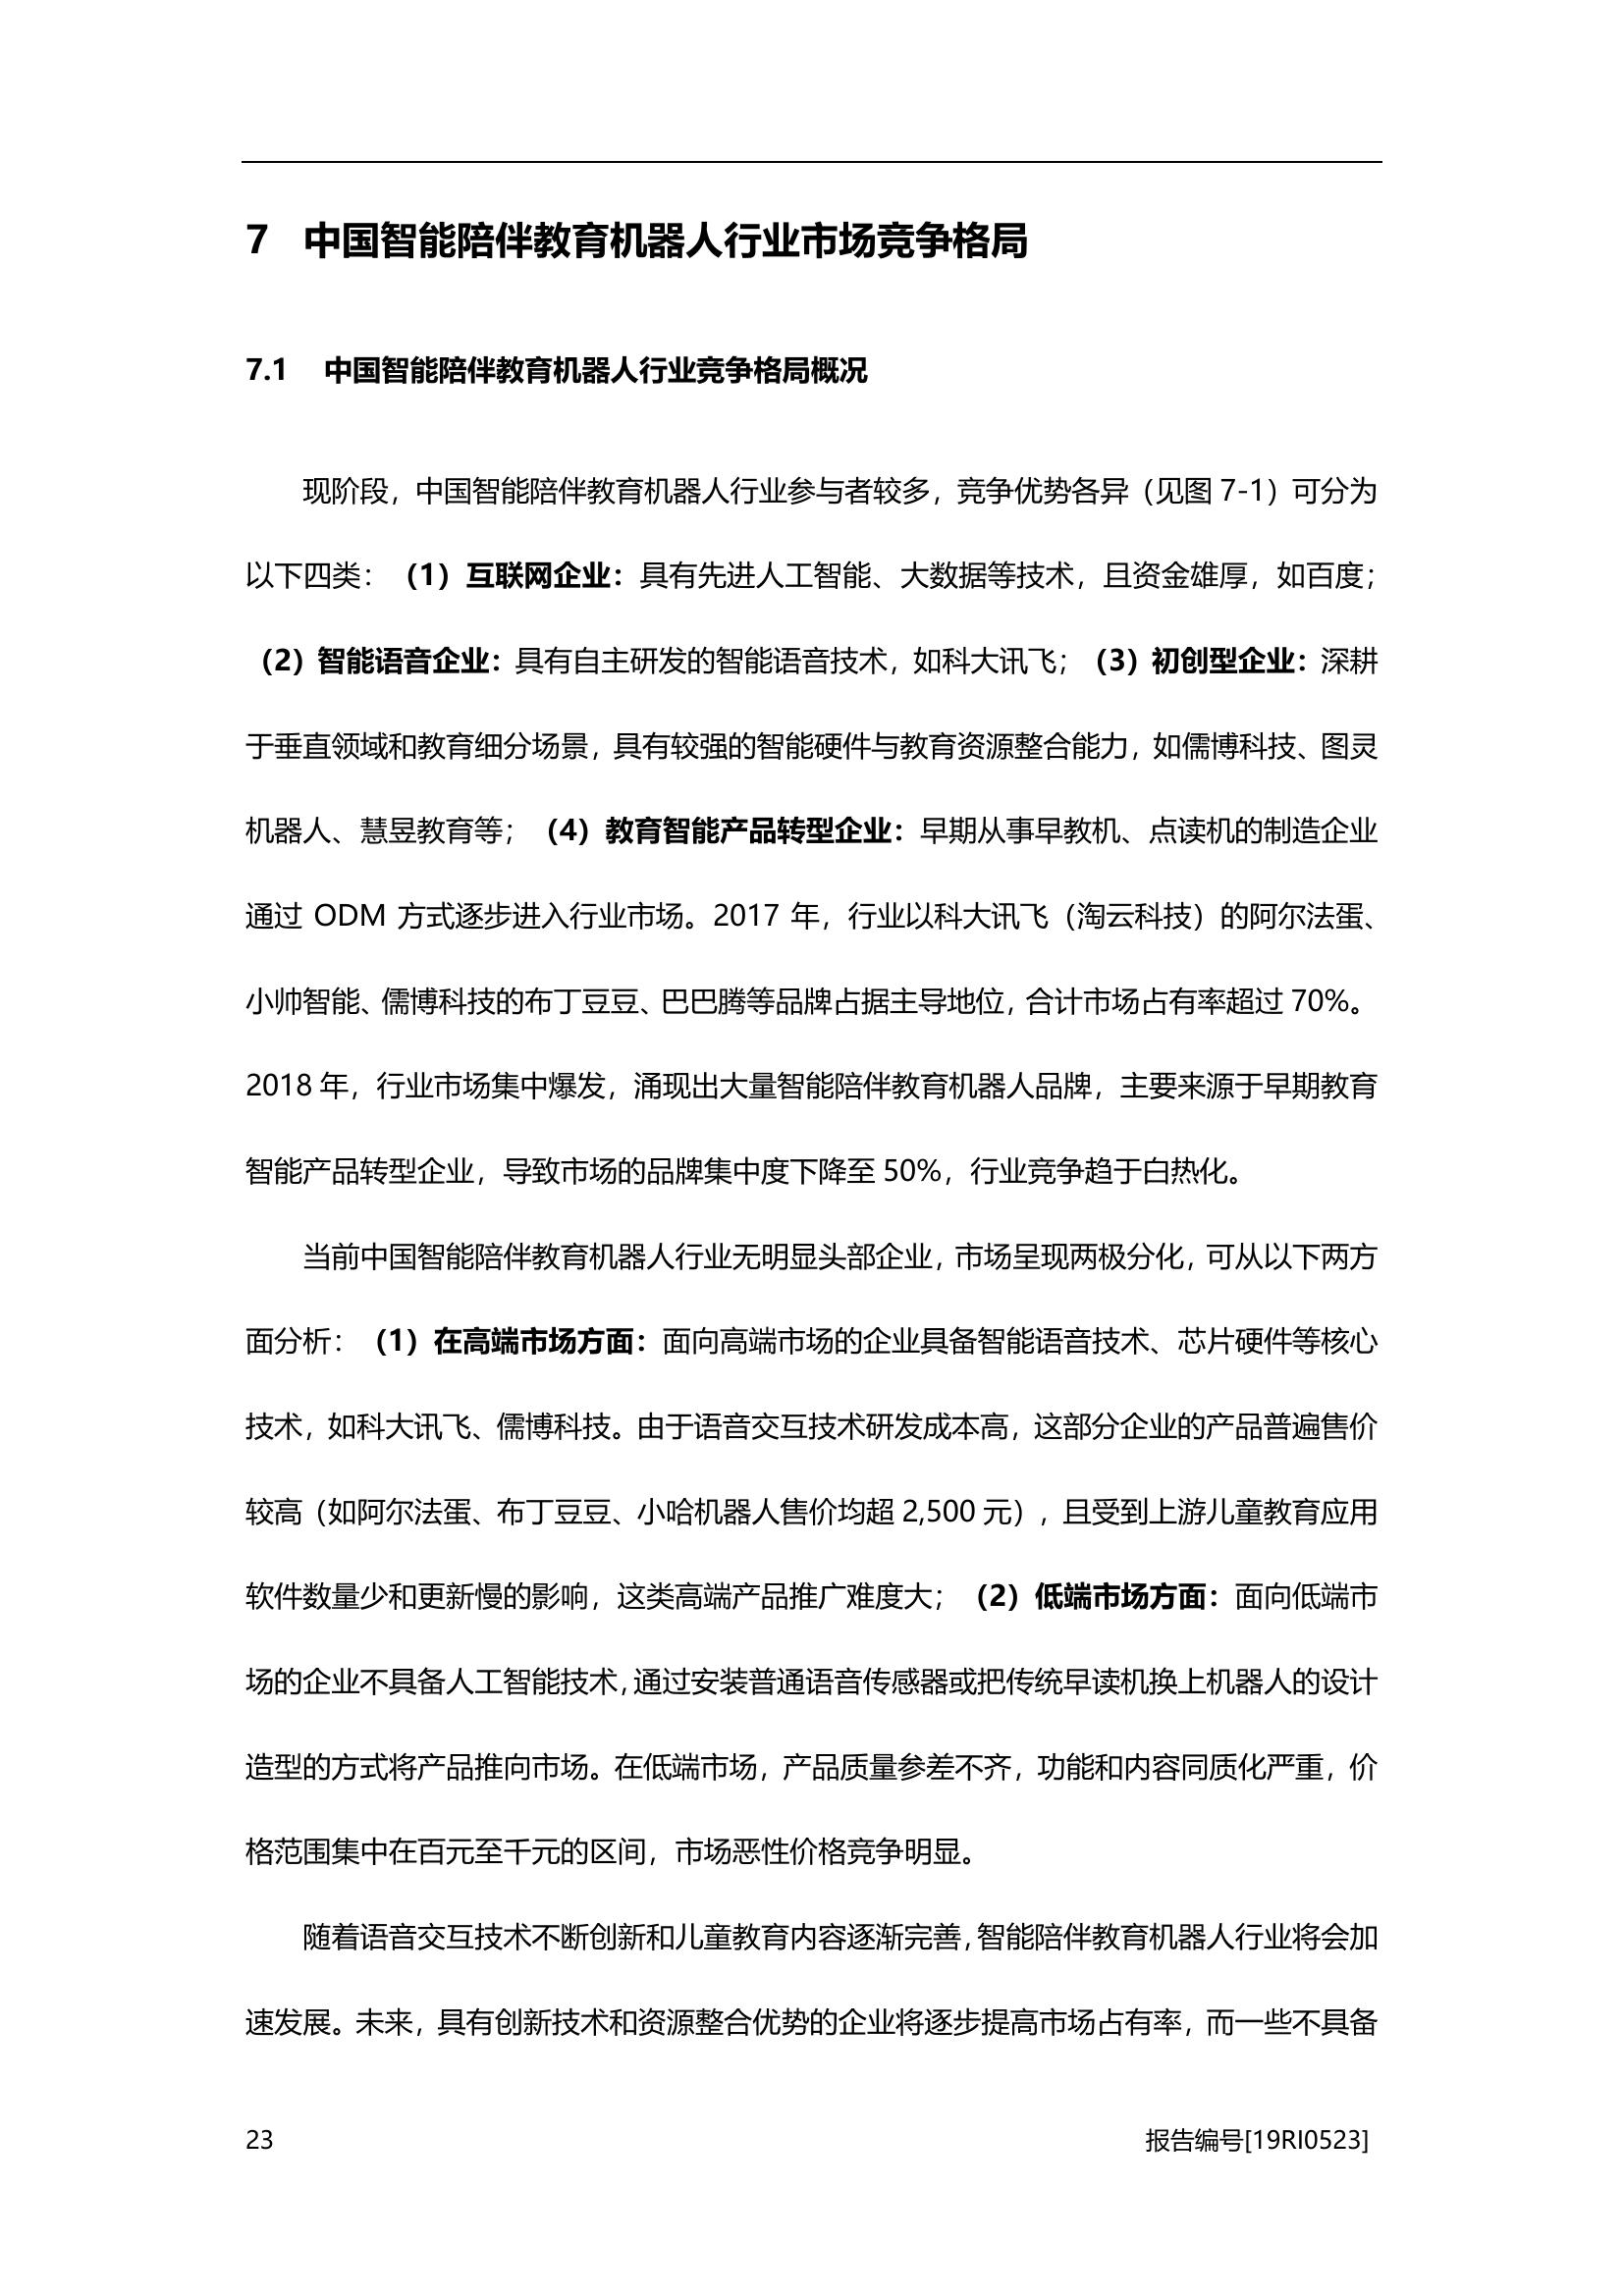 7 中国智能陪伴教育机器人行业市场竞争格局
7.1 中国智能陪伴教育机器人行业竞争格局概况
现阶段，中国智能陪伴教育机器人行业参与者较多，竞争优势各异（见图 7-1）可分为
以下四类：（1）互联网企业：具有先进人工智能、大数据等技术，且资金雄厚，如百度；
（2）智能语音企业：具有自主研发的智能语音技术，如科大讯飞；（3）初创型企业：深耕
于垂直领域和教育细分场景，具有较强的智能硬件与教育资源整合能力，如儒博科技、图灵
机器人、慧昱教育等；（4）教育智能产品转型企业：早期从事早教机、点读机的制造企业
通过 ODM 方式逐步进入行业市场。2017 年，行业以科大讯飞（淘云科技）的阿尔法蛋、
小帅智能、儒博科技的布丁豆豆、巴巴腾等品牌占据主导地位，合计市场占有率超过 70%。
2018 年，行业市场集中爆发，涌现出大量智能陪伴教育机器人品牌，主要来源于早期教育
智能产品转型企业，导致市场的品牌集中度下降至 50%，行业竞争趋于白热化。
当前中国智能陪伴教育机器人行业无明显头部企业，市场呈现两极分化，可从以下两方
面分析：（1）在高端市场方面：面向高端市场的企业具备智能语音技术、芯片硬件等核心
技术，如科大讯飞、儒博科技。由于语音交互技术研发成本高，这部分企业的产品普遍售价
较高（如阿尔法蛋、布丁豆豆、小哈机器人售价均超 2,500 元），且受到上游儿童教育应用
软件数量少和更新慢的影响，这类高端产品推广难度大；（2）低端市场方面：面向低端市
场的企业不具备人工智能技术，通过安装普通语音传感器或把传统早读机换上机器人的设计
造型的方式将产品推向市场。在低端市场，产品质量参差不齐，功能和内容同质化严重，价
格范围集中在百元至千元的区间，市场恶性价格竞争明显。
随着语音交互技术不断创新和儿童教育内容逐渐完善，智能陪伴教育机器人行业将会加
速发展。未来，具有创新技术和资源整合优势的企业将逐步提高市场占有率，而一些不具备
23 报告编号[19RI0523]